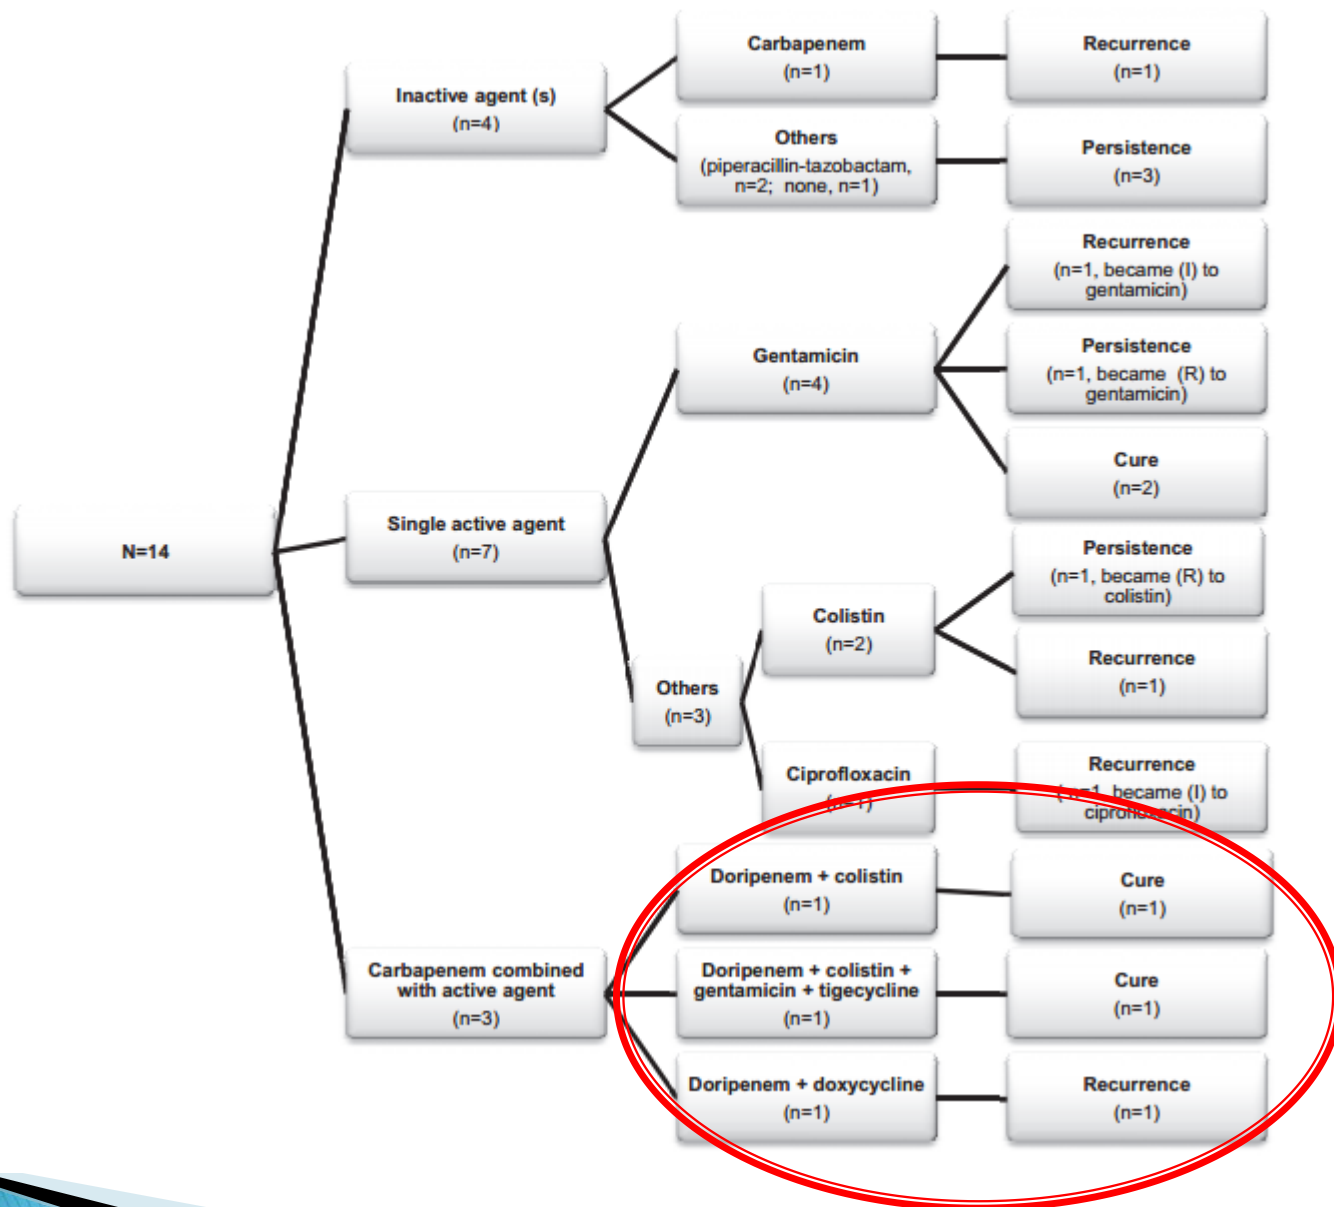 Carbapenem
(n=1)
Recurrence
(n=1)
Inactive agent (s)
(n=4)
Others
(piperacillin-tazobactam,
n=2; none, n=1)
Persistence
(n=3)
Recurrence
(n=1, became (I) to
gentamicin)
Gentamicin
(n=4)
Persistence
(n=1, became (R) to
gentamicin)
Cure
(n=2)
N=14
Single active agent
(n=7)
Persistence
(n=1, became (R) to
colistin)
Colistin
(n=2)
Recurrence
(n=1)
Others
(n=3)
Ciprofloxacin
(n=1)
Recurrence
(n=1, became (I) to
ciprofloxacin)
Doripenem + colistin
(n=1)
Cure
(n=1)
Carbapenem combined
with active agent
(n=3)
Doripenem + colistin +
gentamicin + tigecycline
(n=1)
Cure
(n=1)
Doripenem + doxycycline
(n=1)
Recurrence
(n=1)